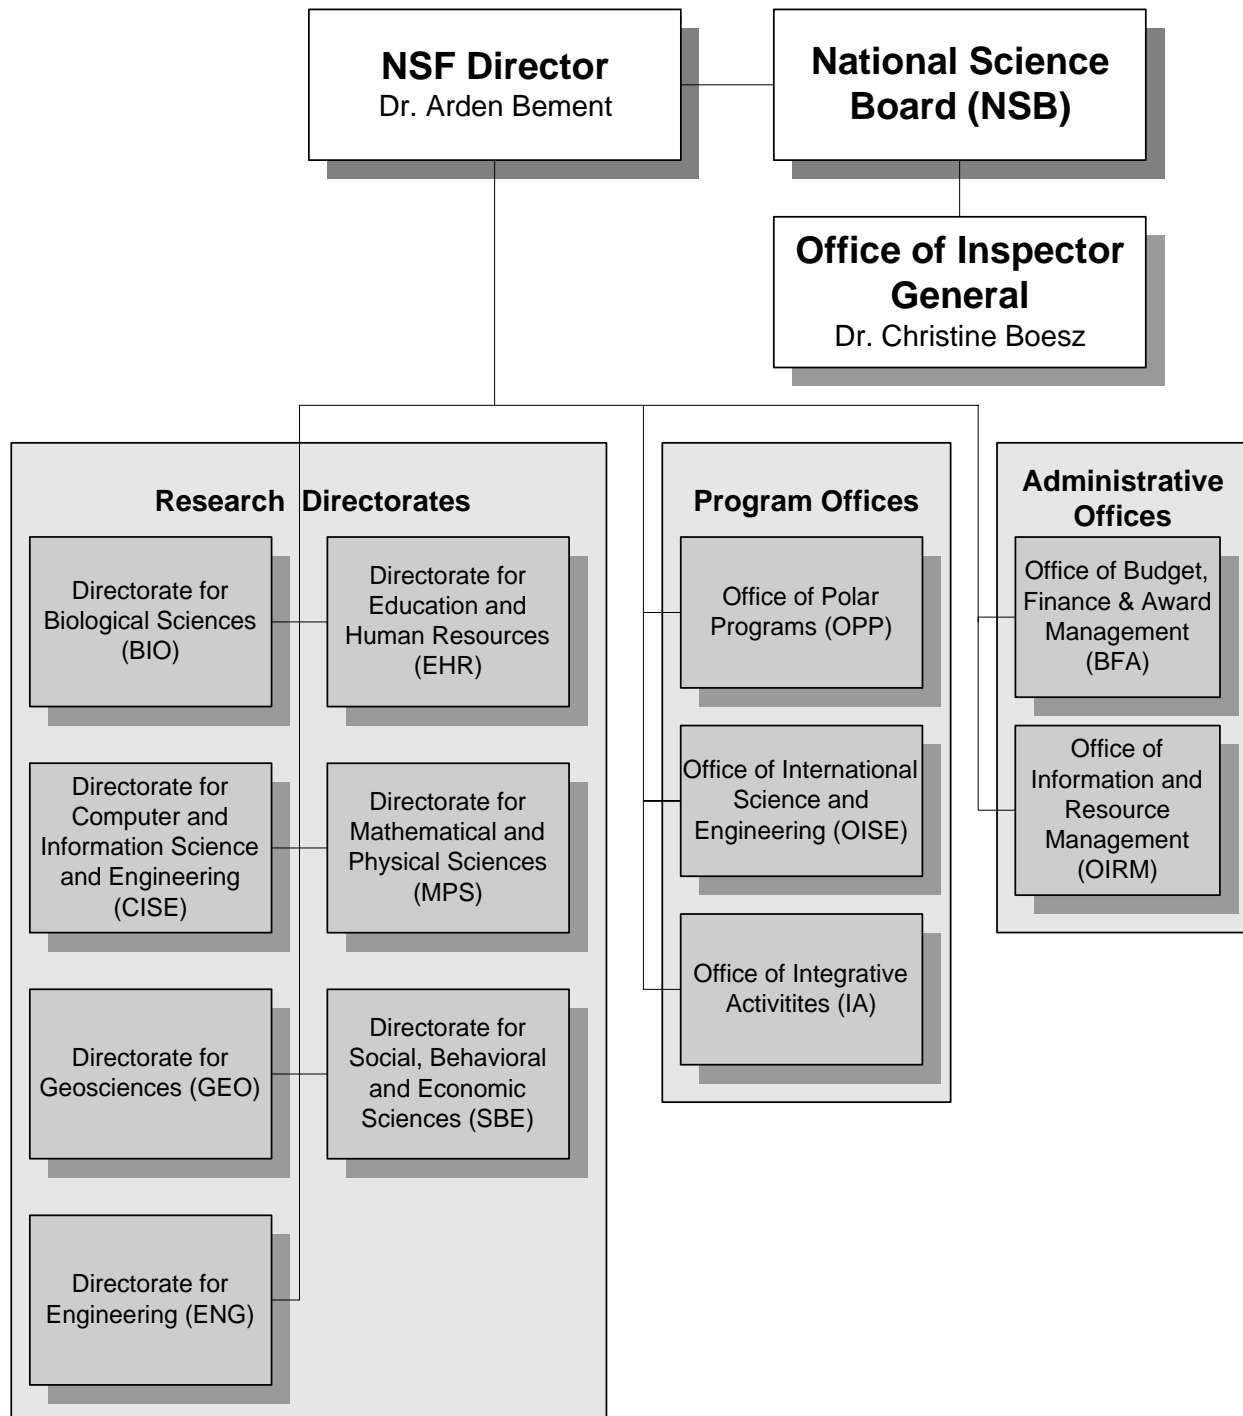 NSF Director
Dr. Arden Bement
National Science
Board (NSB)
Office of Inspector
General
Dr. Christine Boesz
Research Directorates
Directorate for
Biological Sciences
(BIO)
Directorate for
Education and
Human Resources
(EHR)
Directorate for
Computer and
Information Science
and Engineering
(CISE)
Directorate for
Mathematical and
Physical Sciences
(MPS)
Directorate for
Geosciences (GEO)
Directorate for
Social, Behavioral
and Economic
Sciences (SBE)
Directorate for
Engineering (ENG)
Program Offices
Office of Polar
Programs (OPP)
Office of International
Science and
Engineering (OISE)
Office of Integrative
Activitites (IA)
Administrative
Offices
Office of Budget,
Finance & Award
Management
(BFA)
Office of
Information and
Resource
Management
(OIRM)